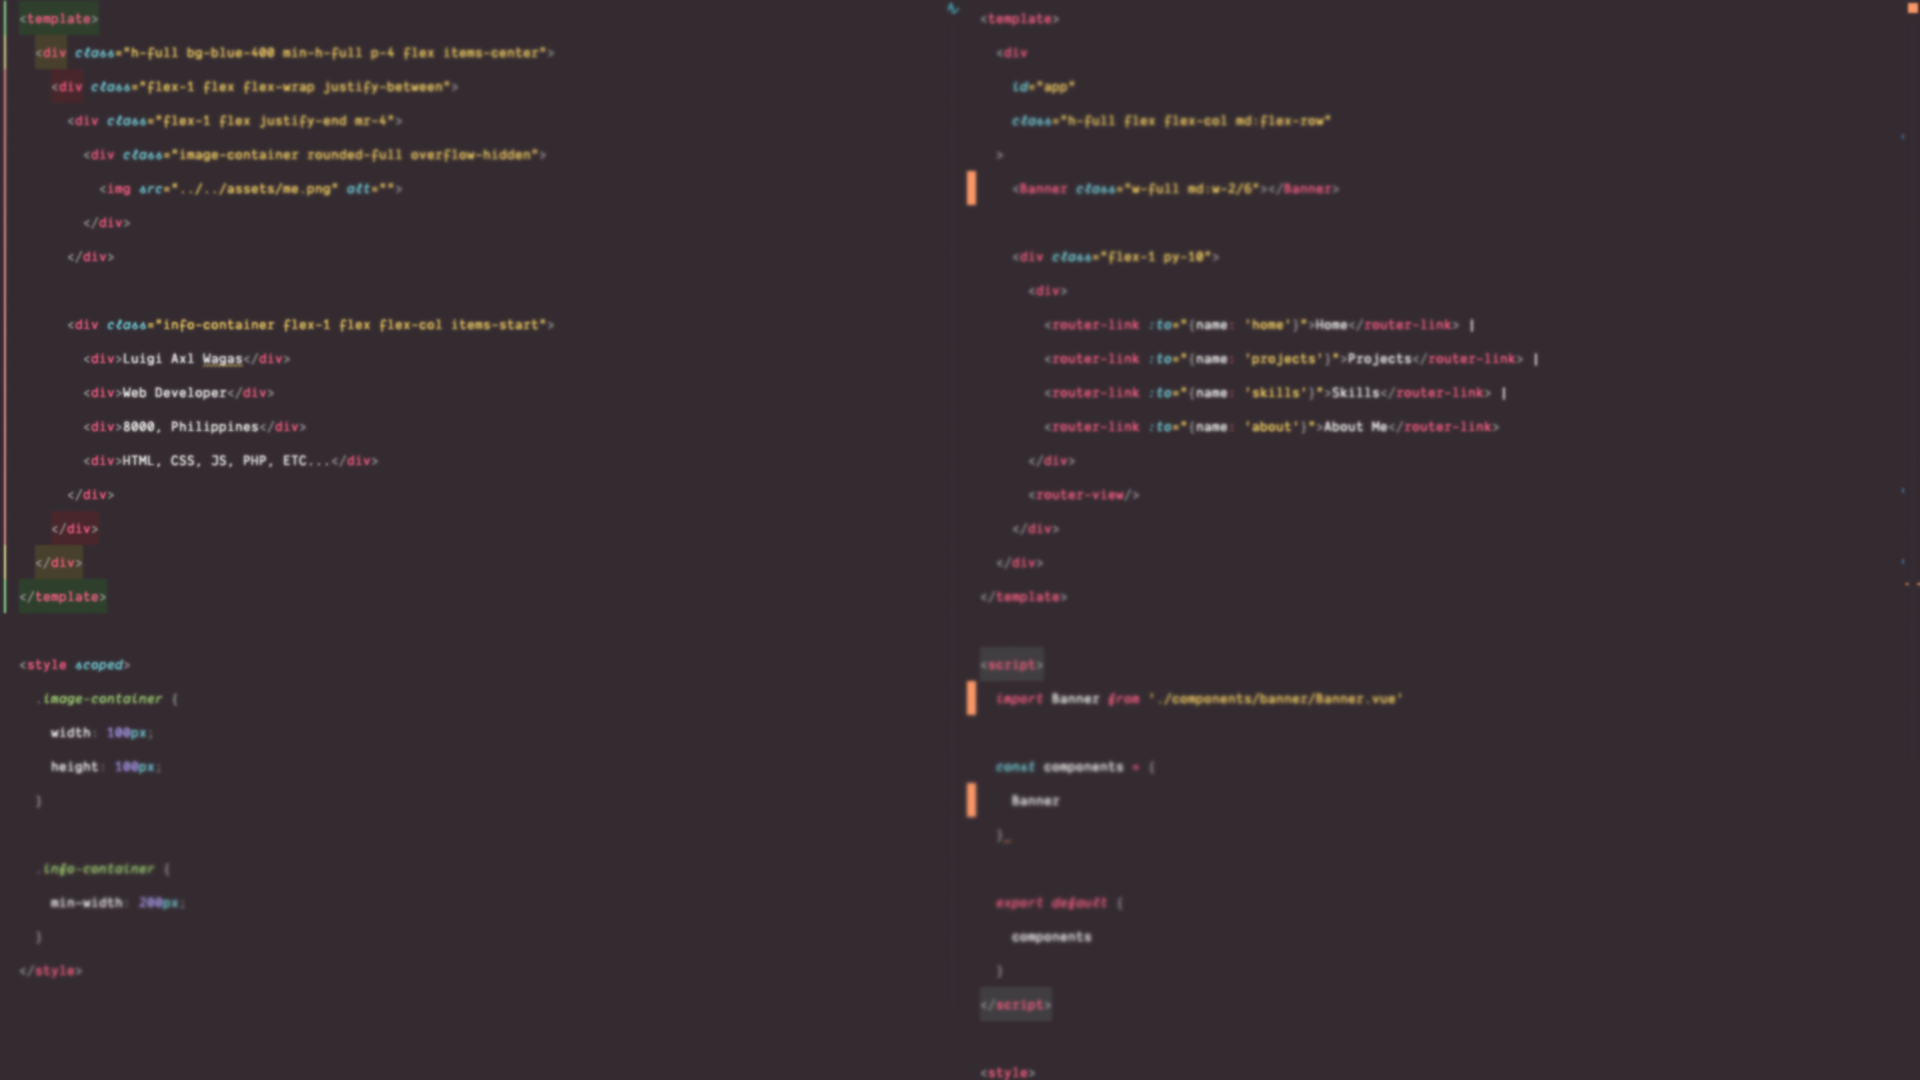 <template>
<div class="h-full bg-blue-400 min-h-full p-4 flex items-center">
<div class="flex-1 flex flex-wrap justify-between">
<div class="flex-1 flex justify-end mr-4">
<div class="image-container rounded-full overflow-hidden">
<img src="../../assets/me.png" alt="">
</div>
</div>
<div class="info-container flex-1 flex flex-col items-start">
<div>Luigi Axl Wagas</div>
<div>Web Developer</div>
<div>8000, Philippines</div>
<div>HTML, CSS, JS, PHP, ETC...</div>
</div>
</div>
</div>
</template>
<style scoped>
.image-container {
width: 100px;
height: 100px;
}
.info-container {
min-width: 200px;
}
</style>
<template>
<div
id="app"
class="h-full flex flex-col md:flex-row"
>
<Banner class="w-full md:w-2/6"></Banner>
<div class="flex-1 py-10">
<div>
<router-link :to="{name: 'home'}">Home</router-link> |
<router-link :to="{name: 'projects'}">Projects</router-link> |
<router-link :to="{name: 'skills'}">Skills</router-link> |
<router-link :to="{name: 'about'}">About Me</router-link>
</div>
<router-view/>
</div>
</div>
</template>
<script>
import Banner from './components/banner/Banner.vue'
const components = {
Banner
}_
export default {
components
}
</script>
<style>